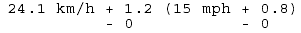 24.1 km/h + 1.2 (15 mph + 0.8)
- 0 - 0